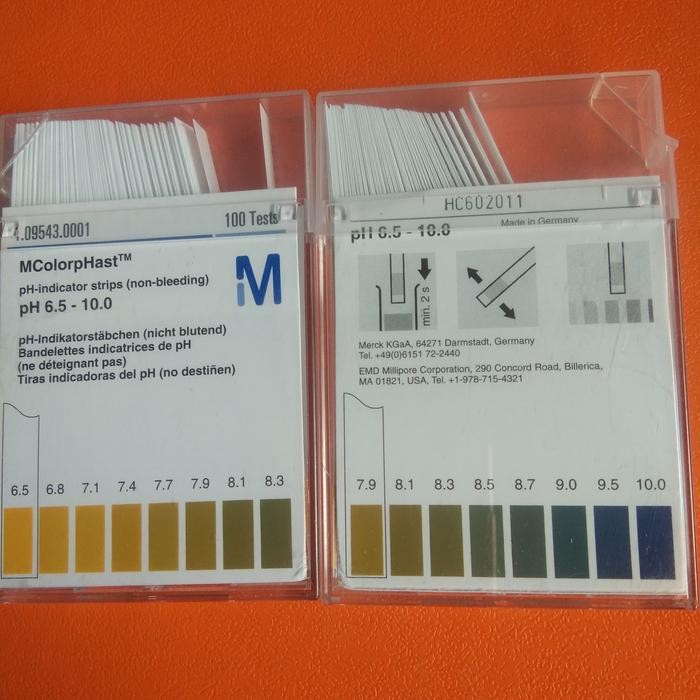 1.09543.0001
100 Tests
MColorpHast™
pH-indicator strips (non-bleeding)
pH 6.5 - 10.0
M
pH-Indikatorstäbchen (nicht blutend)
Bandelettes indicatrices de pH
(ne déteignant pas)
Tiras indicadoras del pH (no destiñen)
6.5 6.8 7.1 7.4 7.7 7.9 8.1 8.3
HC602011
Made in Germany
pH 6.5 - 10.0
min. 2 s
Merck KGaA, 64271 Darmstadt, Germany
Tel. +49(0)6151 72-2440
EMD Millipore Corporation, 290 Concord Road, Billerica,
MA 01821, USA, Tel. +1-978-715-4321
7.9 8.1 8.3 8.5 8.7 9.0 9.5 10.0